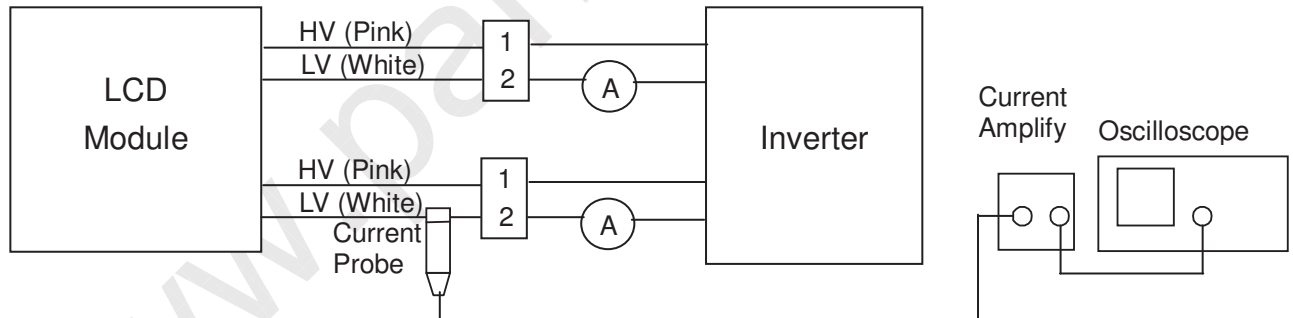 HV (Pink)
1
LV (White)
2
A
LCD
Module
Inverter
HV (Pink)
1
LV (White)
2
A
Current
Probe
Current
Amplify
Oscilloscope